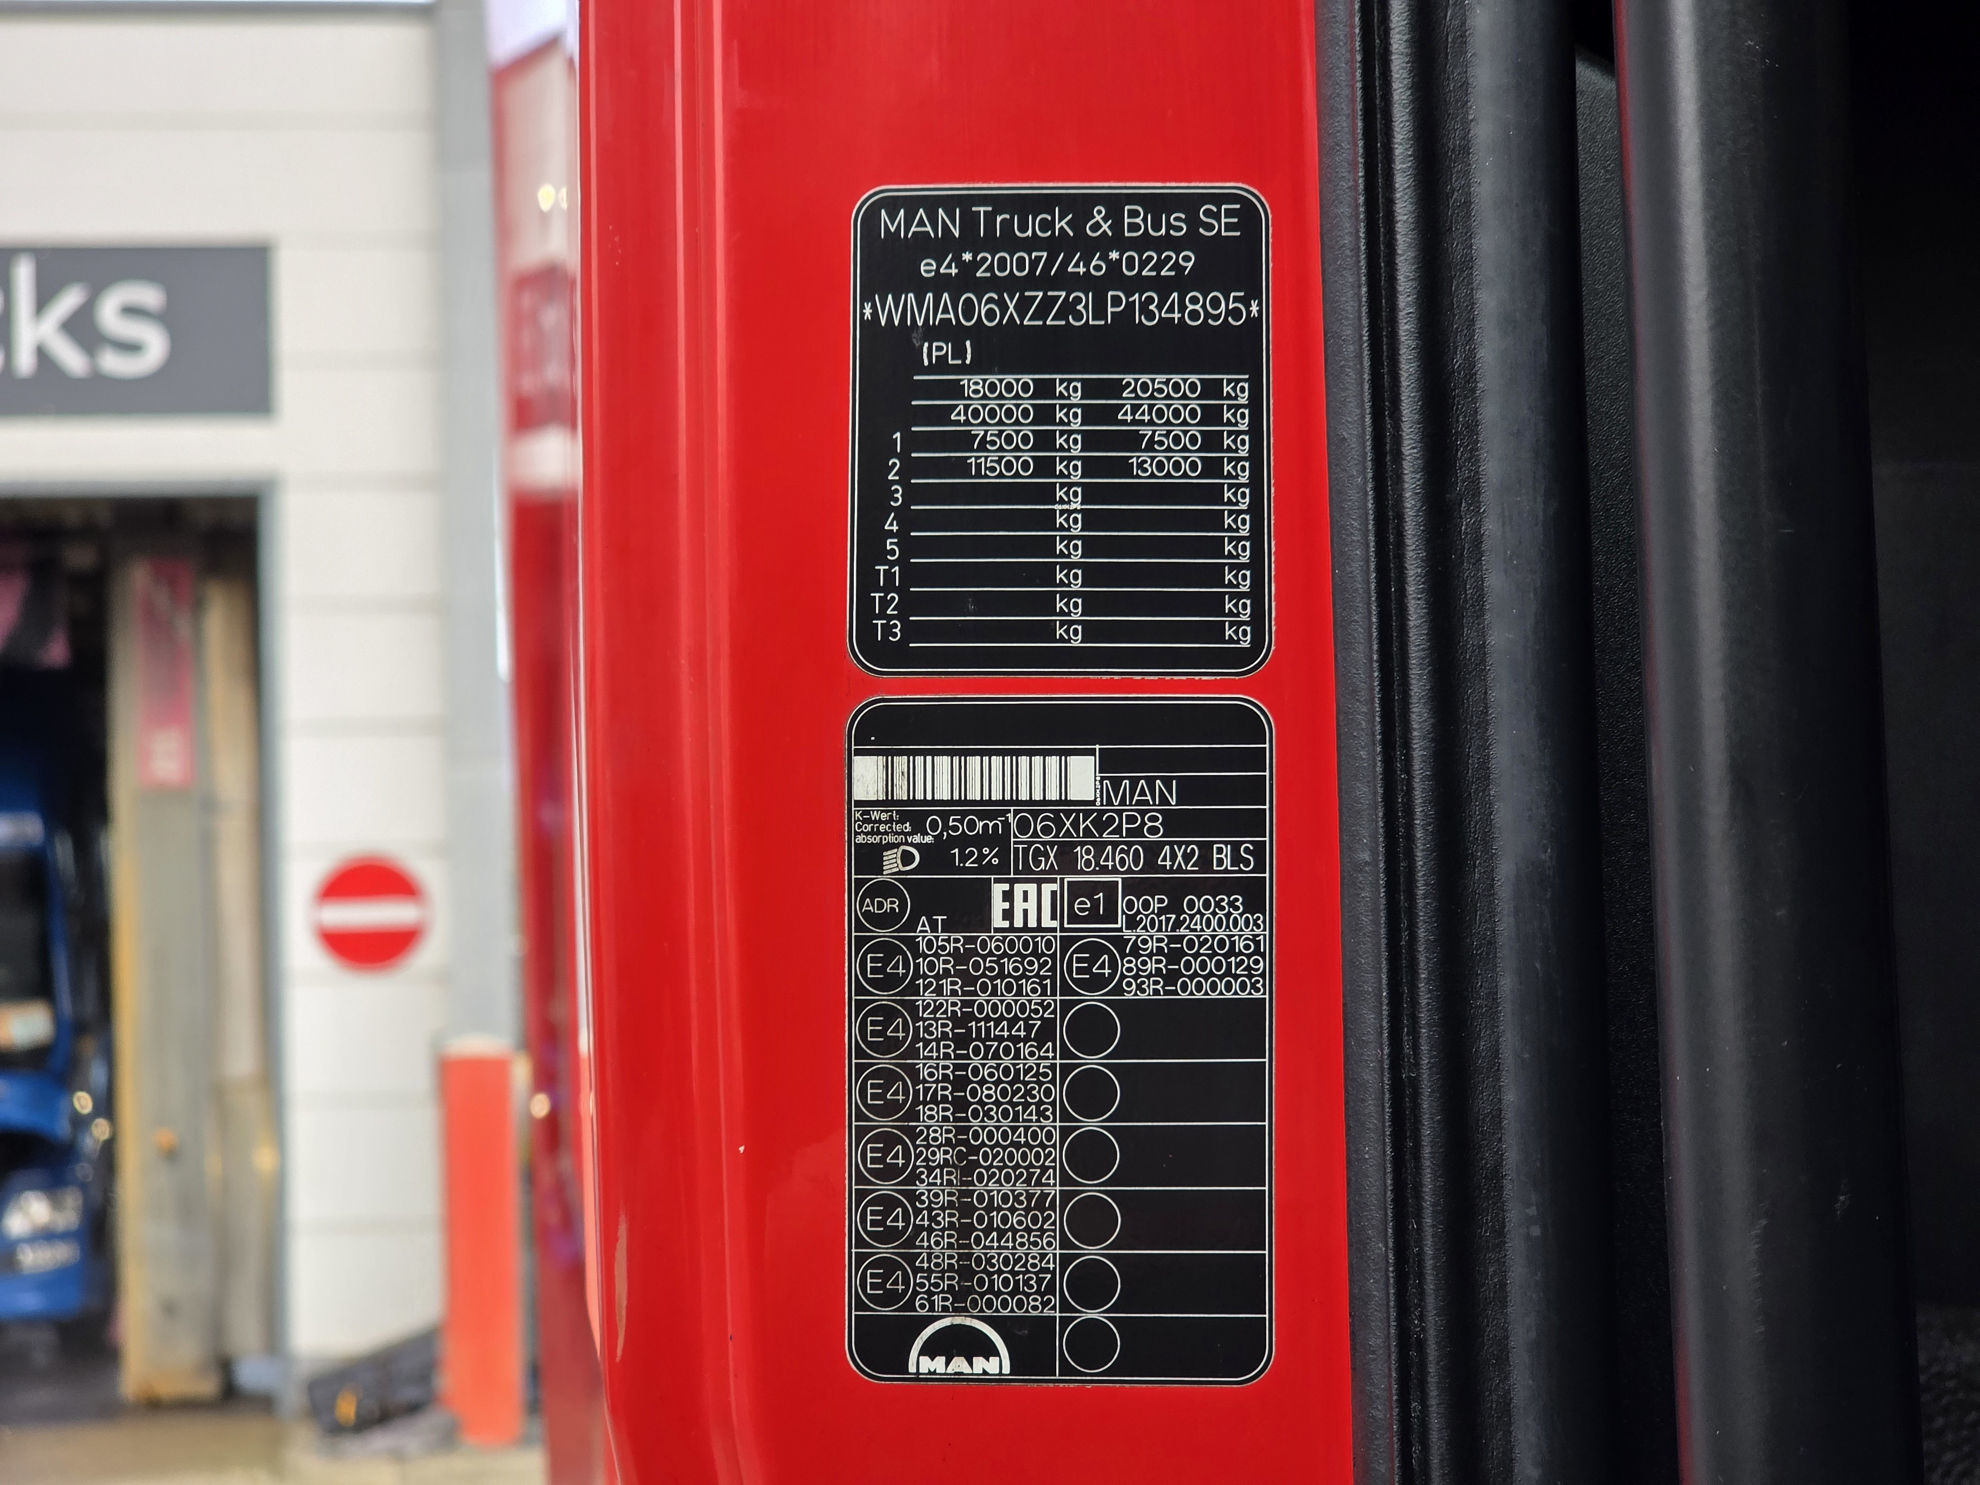 cks
MAN Truck & Bus SE
e4*2007/46*0229
*WMA06XZZ3LP134895*
(PL)
18000 kg 20500 kg
40000 kg 44000 kg
1 7500 kg 7500 kg
2 11500 kg 13000 kg
3 kg kg
4 kg kg
5 kg kg
T1 kg kg
T2 kg kg
T3 kg kg
MAN
K-Wert:
Corrected:
absorption value: 0,50m-1 06XK2P8
1.2% TGX 18.460 4X2 BLS
ADR AT EAC e1 00P 0033
L.2017.2400.003
E4 105R-060010
10R-051692
121R-010161
E4 79R-020161
89R-000129
93R-000003
E4 122R-000052
13R-111447
14R-070164
E4 16R-060125
17R-080230
18R-030143
E4 28R-000400
29RC-020002
34RI-020274
E4 39R-010377
43R-010602
46R-044856
E4 48R-030284
55R-010137
61R-000082
MAN